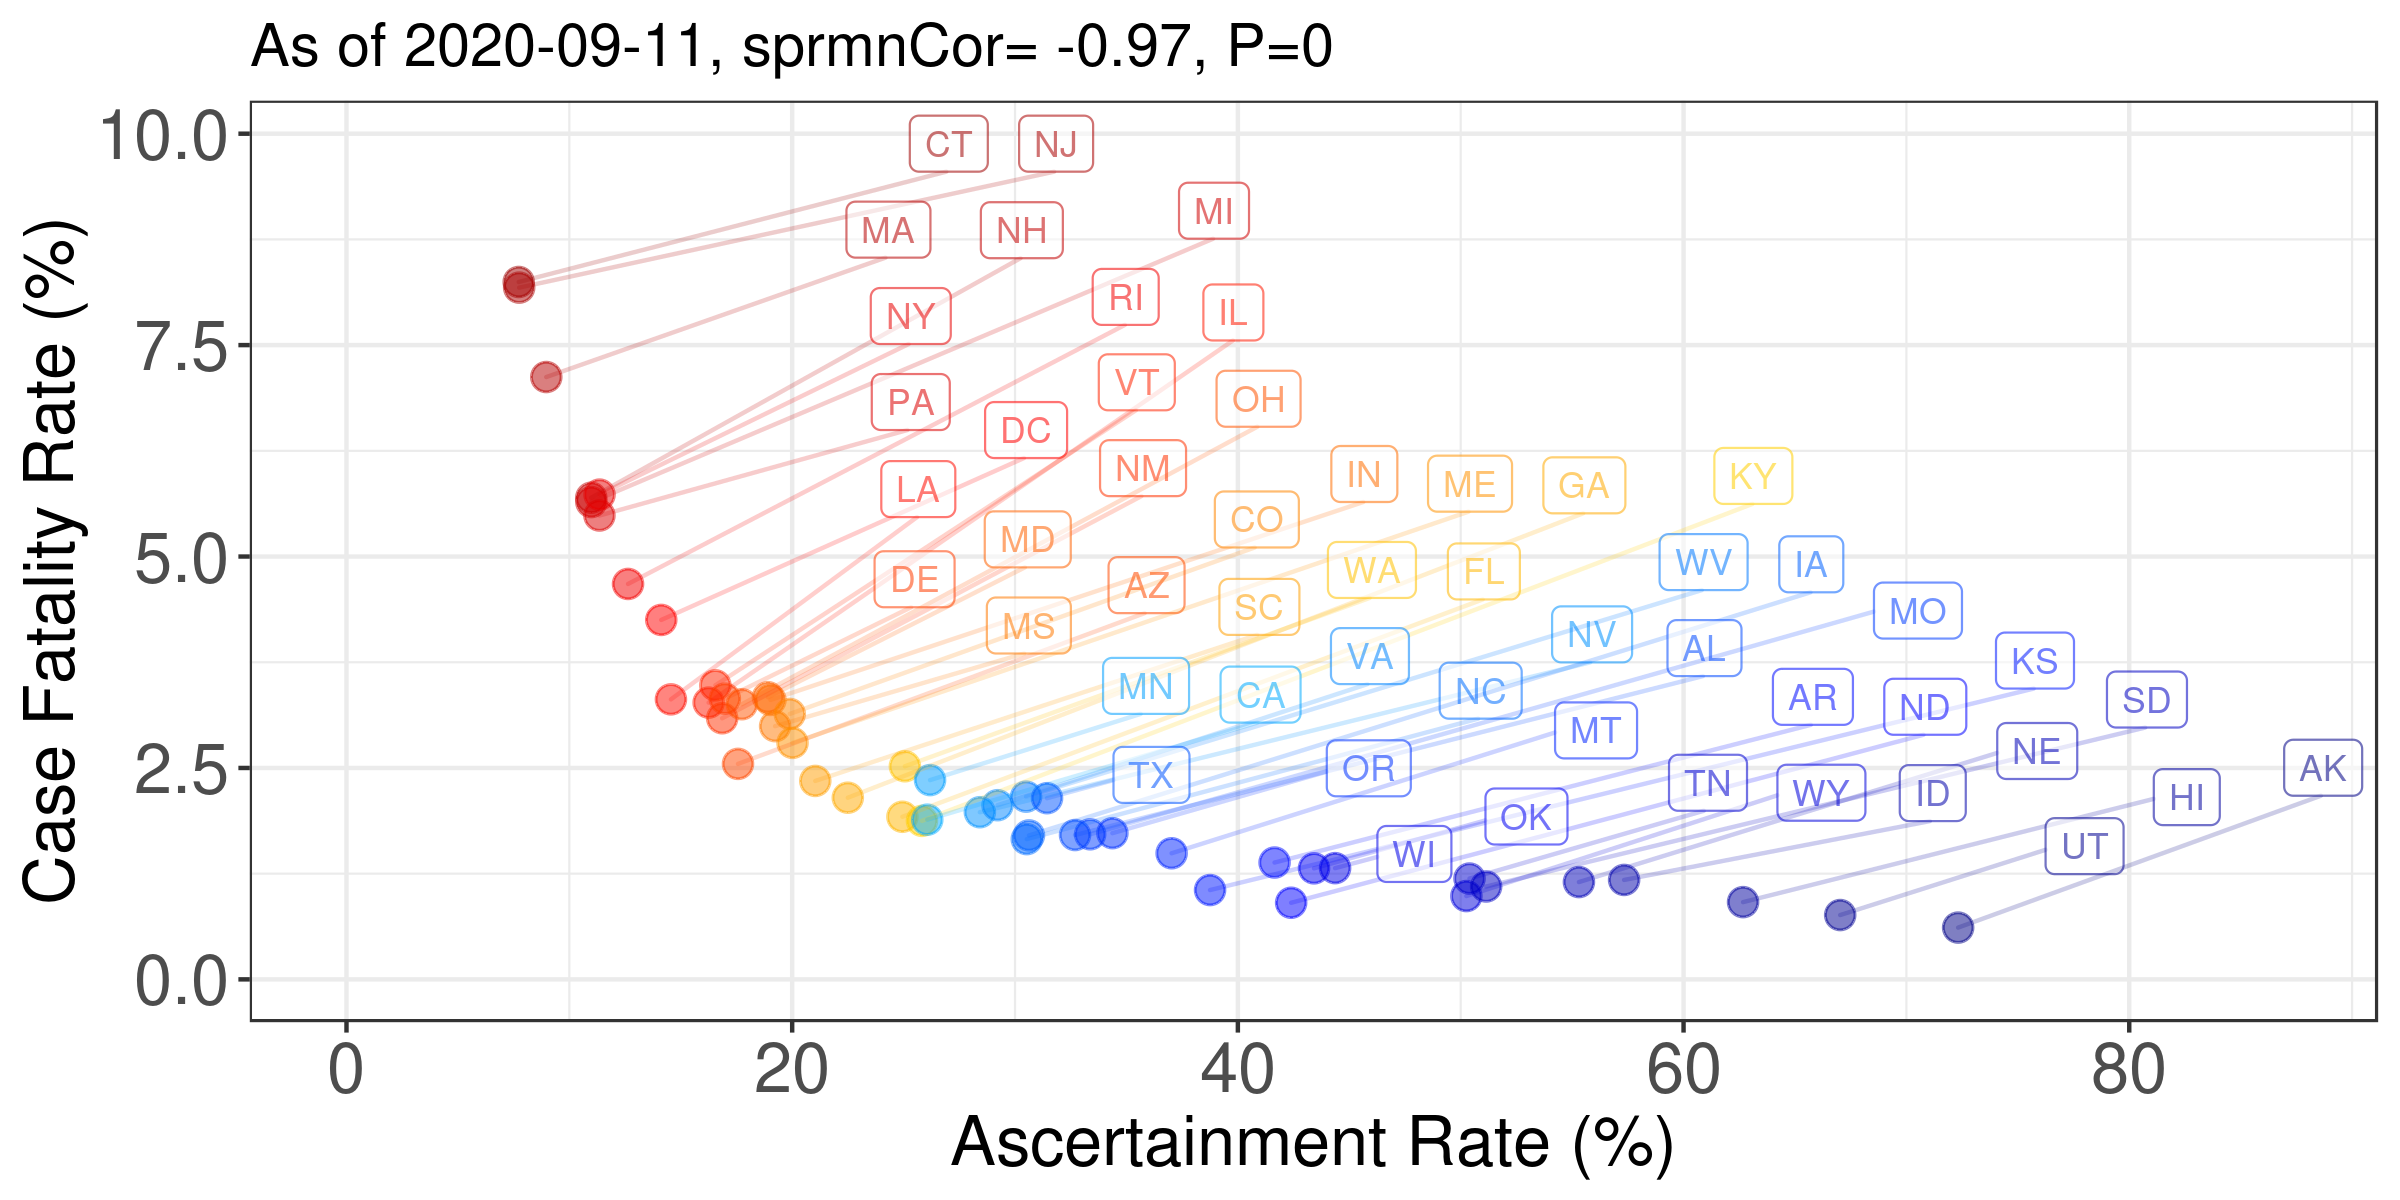 As of 2020-09-11, sprmnCor= -0.97, P=0
Case Fatality Rate (%)
10.0
7.5
5.0
2.5
0.0
CT NJ
MI
MA NH
RI
NY IL
VT
PA OH
DC
NM IN ME GA KY
LA
CO
MD
WV IA
DE AZ WA FL
SC MO
MS NV
VA AL
KS
MN CA NC
AR ND SD
MT
TX OR NE AK
TN WY ID HI
OK
WI UT
0 20 40 60 80
Ascertainment Rate (%)